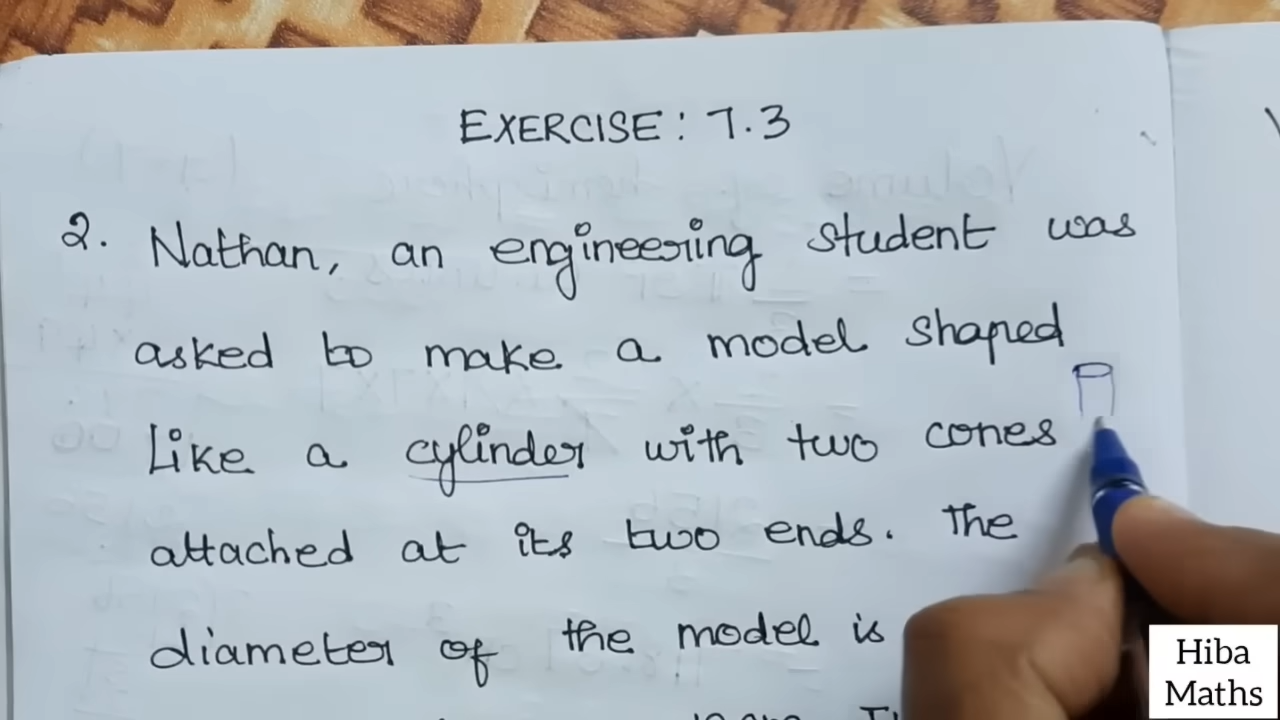 EXERCISE: 7.3
2. Nathan, an engineering student was
asked to make a model shaped
Like a cylinder with two cones
attached at its two ends. The
diameter of the model is
Hiba
Maths